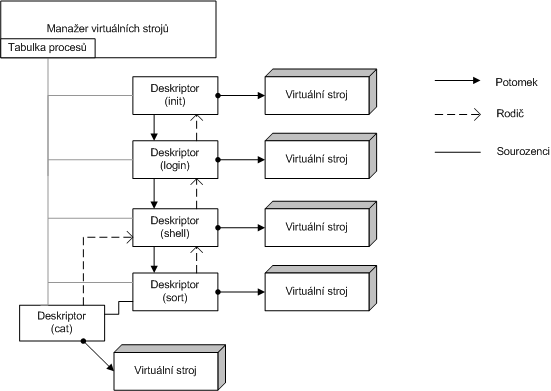 Manažer virtuálních strojů
Tabulka procesů
Deskriptor
(init)
Virtuální stroj
Potomek
Rodič
Deskriptor
(login)
Virtuální stroj
Sourozenci
Deskriptor
(shell)
Virtuální stroj
Deskriptor
(sort)
Virtuální stroj
Deskriptor
(cat)
Virtuální stroj